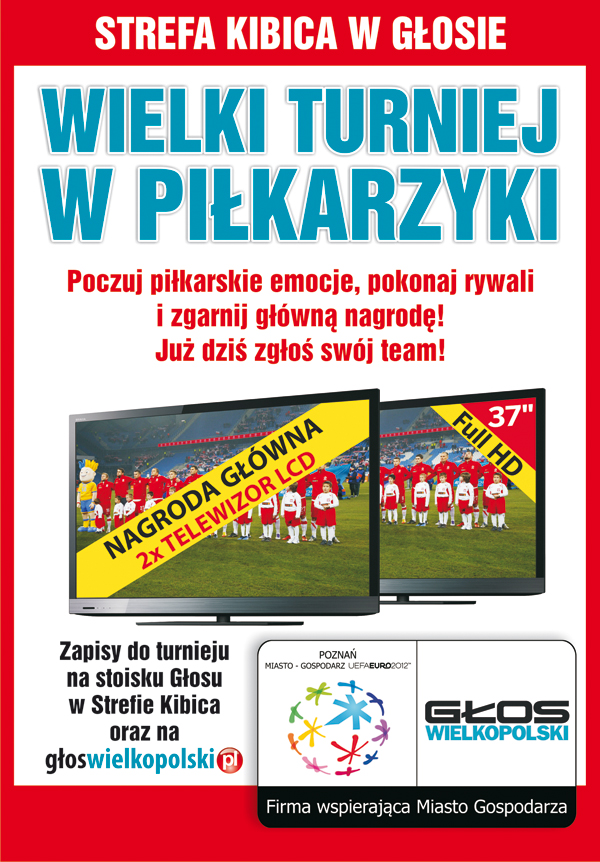 STREFA KIBICA W GŁOSIE
WIELKI TURNIEJ
W PIŁKARZYKI
Poczuj piłkarskie emocje, pokonaj rywali
i zgarnij główną nagrodę!
Już dziś zgłoś swój team!
NAGRODA GŁÓWNA
2x TELEWIZOR LCD
37"
Full HD
Zapisy do turnieju
na stoisku Głosu
w Strefie Kibica
oraz na
głoswielkopolski pl
POZNAŃ
MIASTO - GOSPODARZ UEFA EURO2012™
GŁOS
WIELKOPOLSKI
Firma wspierająca Miasto Gospodarza